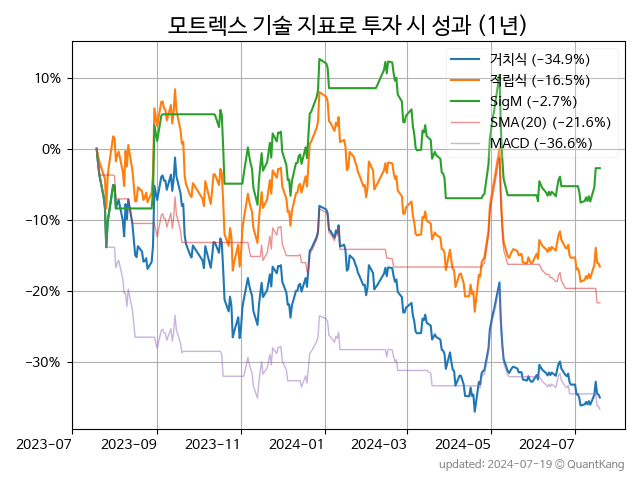 모트렉스 기술 지표로 투자 시 성과 (1년)
거치식 (−34.9%)
적립식 (−16.5%)
SigM (−2.7%)
SMA(20) (−21.6%)
MACD (−36.6%)
10%
0%
−10%
−20%
−30%
2023-07 2023-09 2023-11 2024-01 2024-03 2024-05 2024-07
updated: 2024-07-19 @ QuantKang